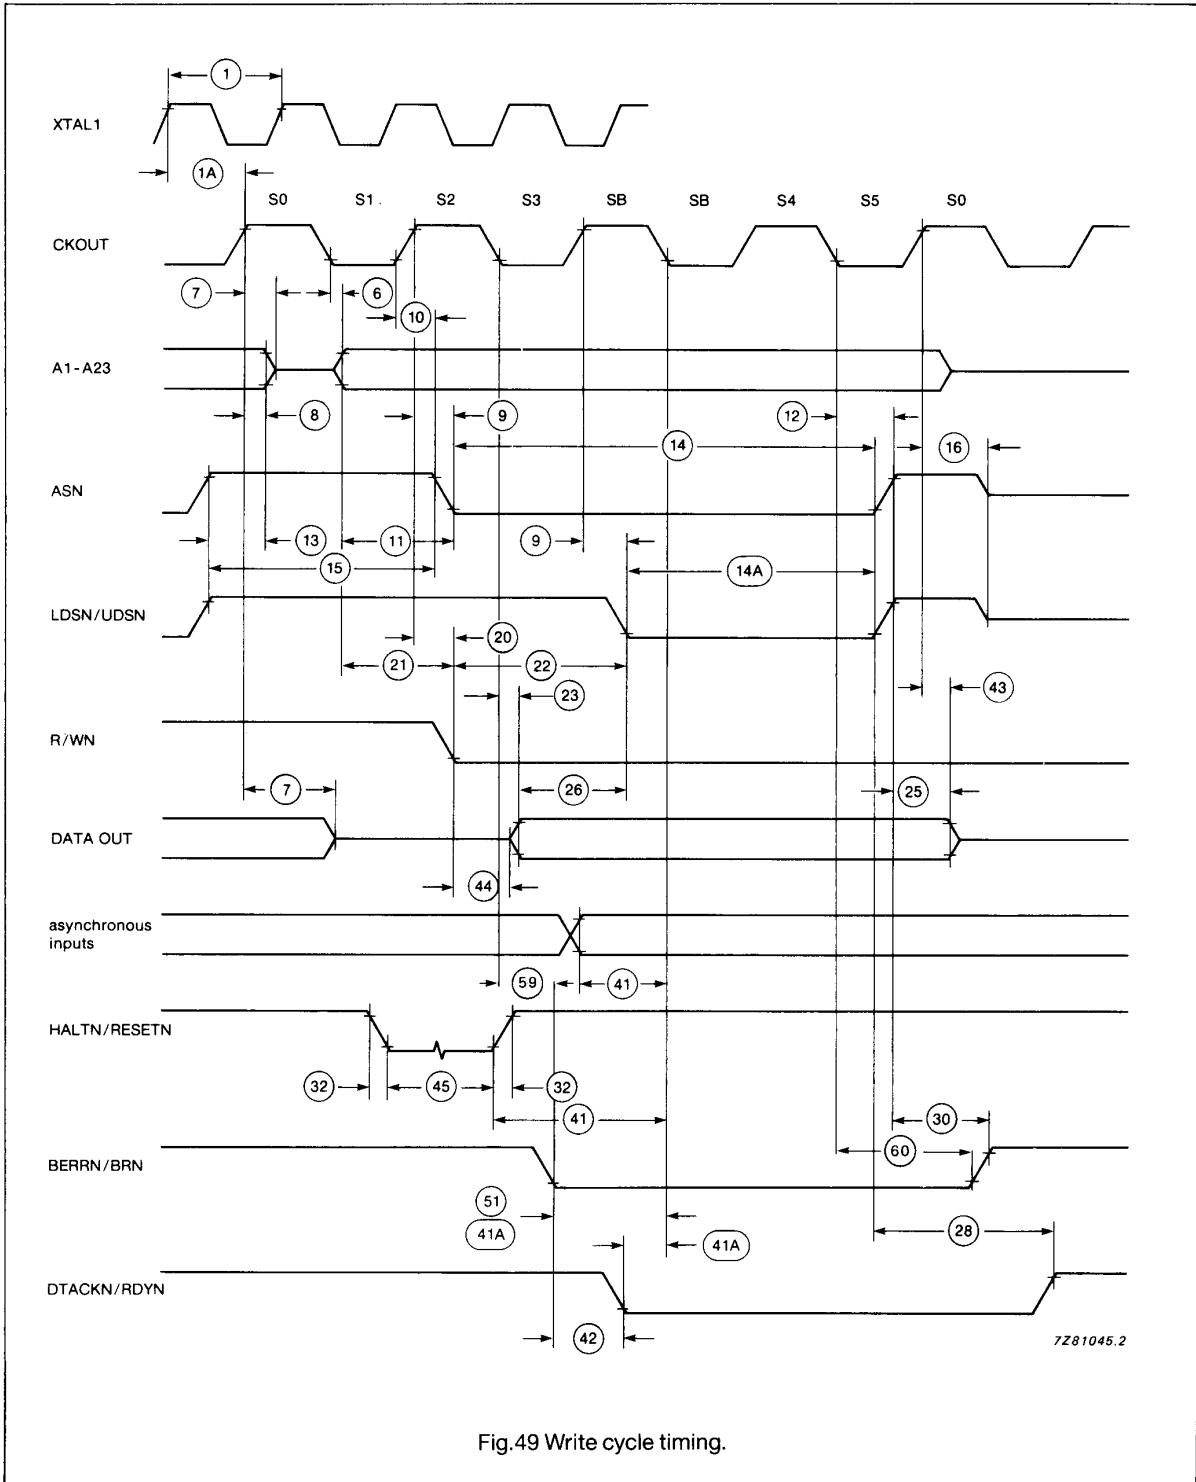 1
XTAL1
1A
S0 S1. S2 S3 SB SB S4 S5 S0
CKOUT
7 6
10
A1-A23
8 9 12
14 16
ASN
13 11 9
15 14A
LDSN/UDSN
20
21 22
23 43
R/WN
7 26 25
DATA OUT
44
asynchronous
inputs
59 41
HALTN/RESETN
32 45 32
41 30
BERRN/BRN 60
51
41A 41A 28
DTACKN/RDYN
42
7Z81045.2
Fig.49 Write cycle timing.